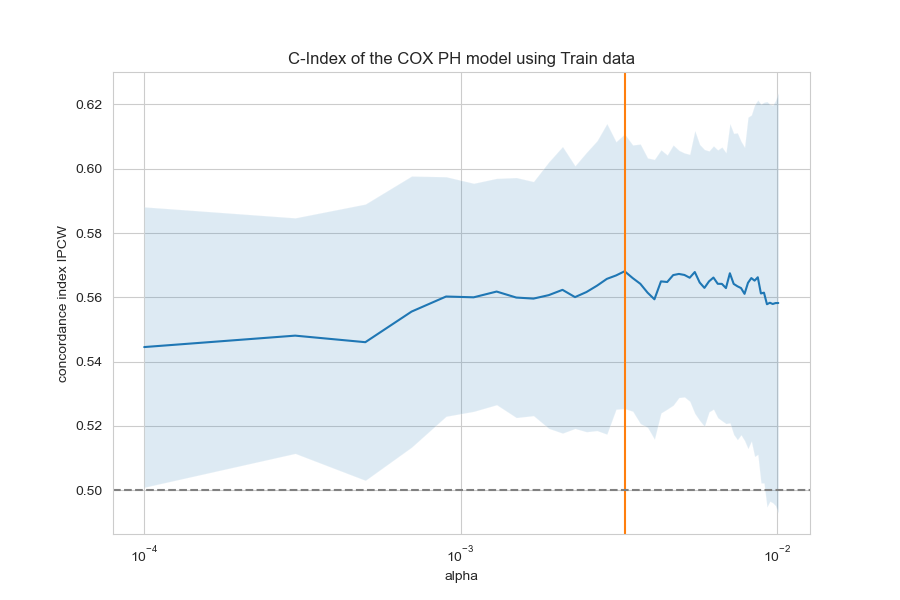 C-Index of the COX PH model using Train data
concordance index IPCW
0.62
0.60
0.58
0.56
0.54
0.52
0.50
10⁻⁴ 10⁻³ 10⁻²
alpha